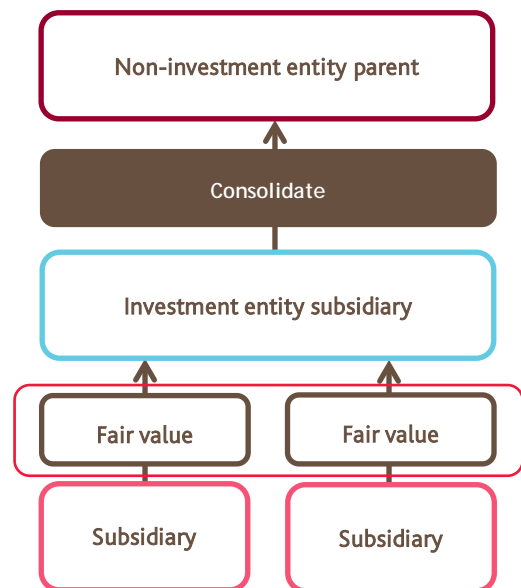 Non-investment entity parent
Consolidate
Investment entity subsidiary
Fair value
Fair value
Subsidiary
Subsidiary